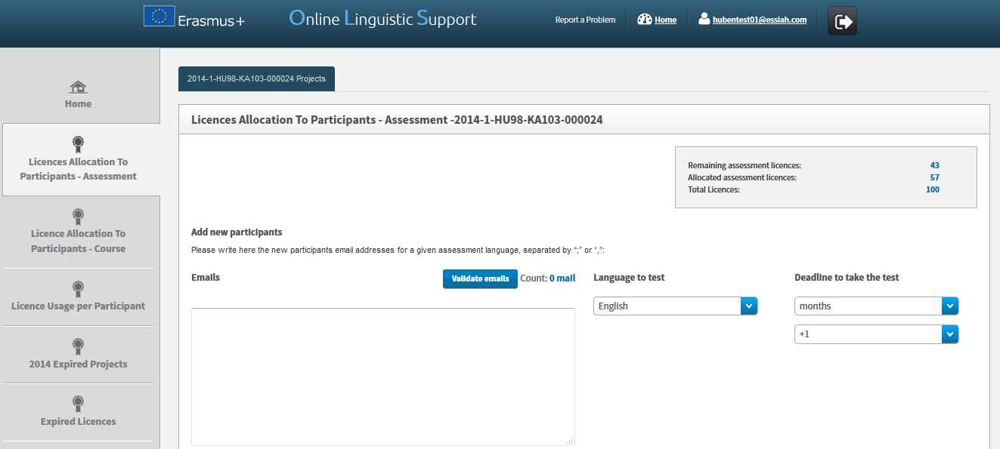 Erasmus+
Online Linguistic Support
Report a Problem
Home
hubentest01@essiah.com
Home
Licences Allocation To
Participants - Assessment
Licence Allocation To
Participants - Course
Licence Usage per Participant
2014 Expired Projects
Expired Licences
2014-1-HU98-KA103-000024 Projects
Licences Allocation To Participants - Assessment -2014-1-HU98-KA103-000024
Remaining assessment licences: 43
Allocated assessment licences: 57
Total Licences: 100
Add new participants
Please write here the new participants email addresses for a given assessment language, separated by “;” or “,”:
Emails
Validate emails
Count: 0 mail
Language to test
English
Deadline to take the test
months
+1